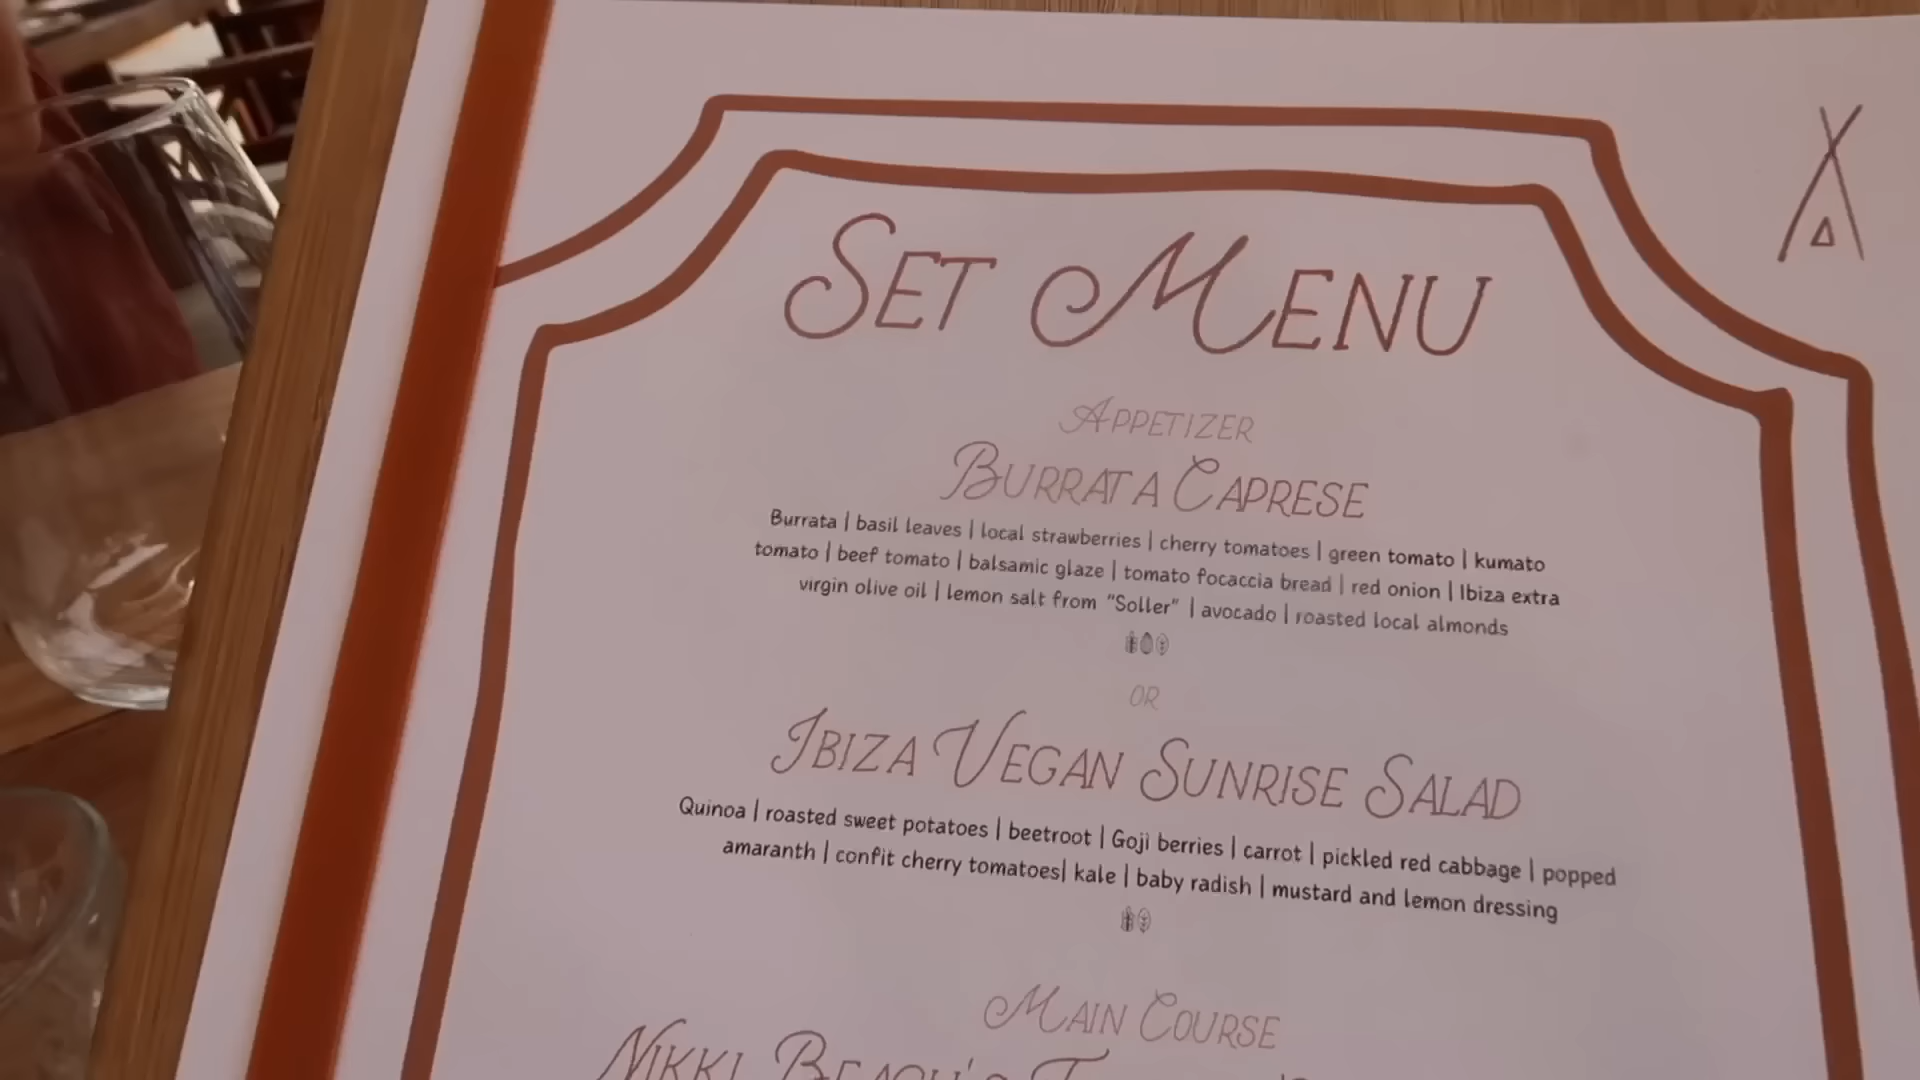 SET MENU
APPETIZER
BURRATA CAPRESE
Burrata | basil leaves | local strawberries | cherry tomatoes | green tomato | kumato
tomato | beef tomato | balsamic glaze | tomato focaccia bread | red onion | Ibiza extra
virgin olive oil | lemon salt from "Soller" | avocado | roasted local almonds
OR
IBIZA VEGAN SUNRISE SALAD
Quinoa | roasted sweet potatoes | beetroot | Goji berries | carrot | pickled red cabbage | popped
amaranth | confit cherry tomatoes| kale | baby radish | mustard and lemon dressing
MAIN COURSE
NIKKI BEACH'S